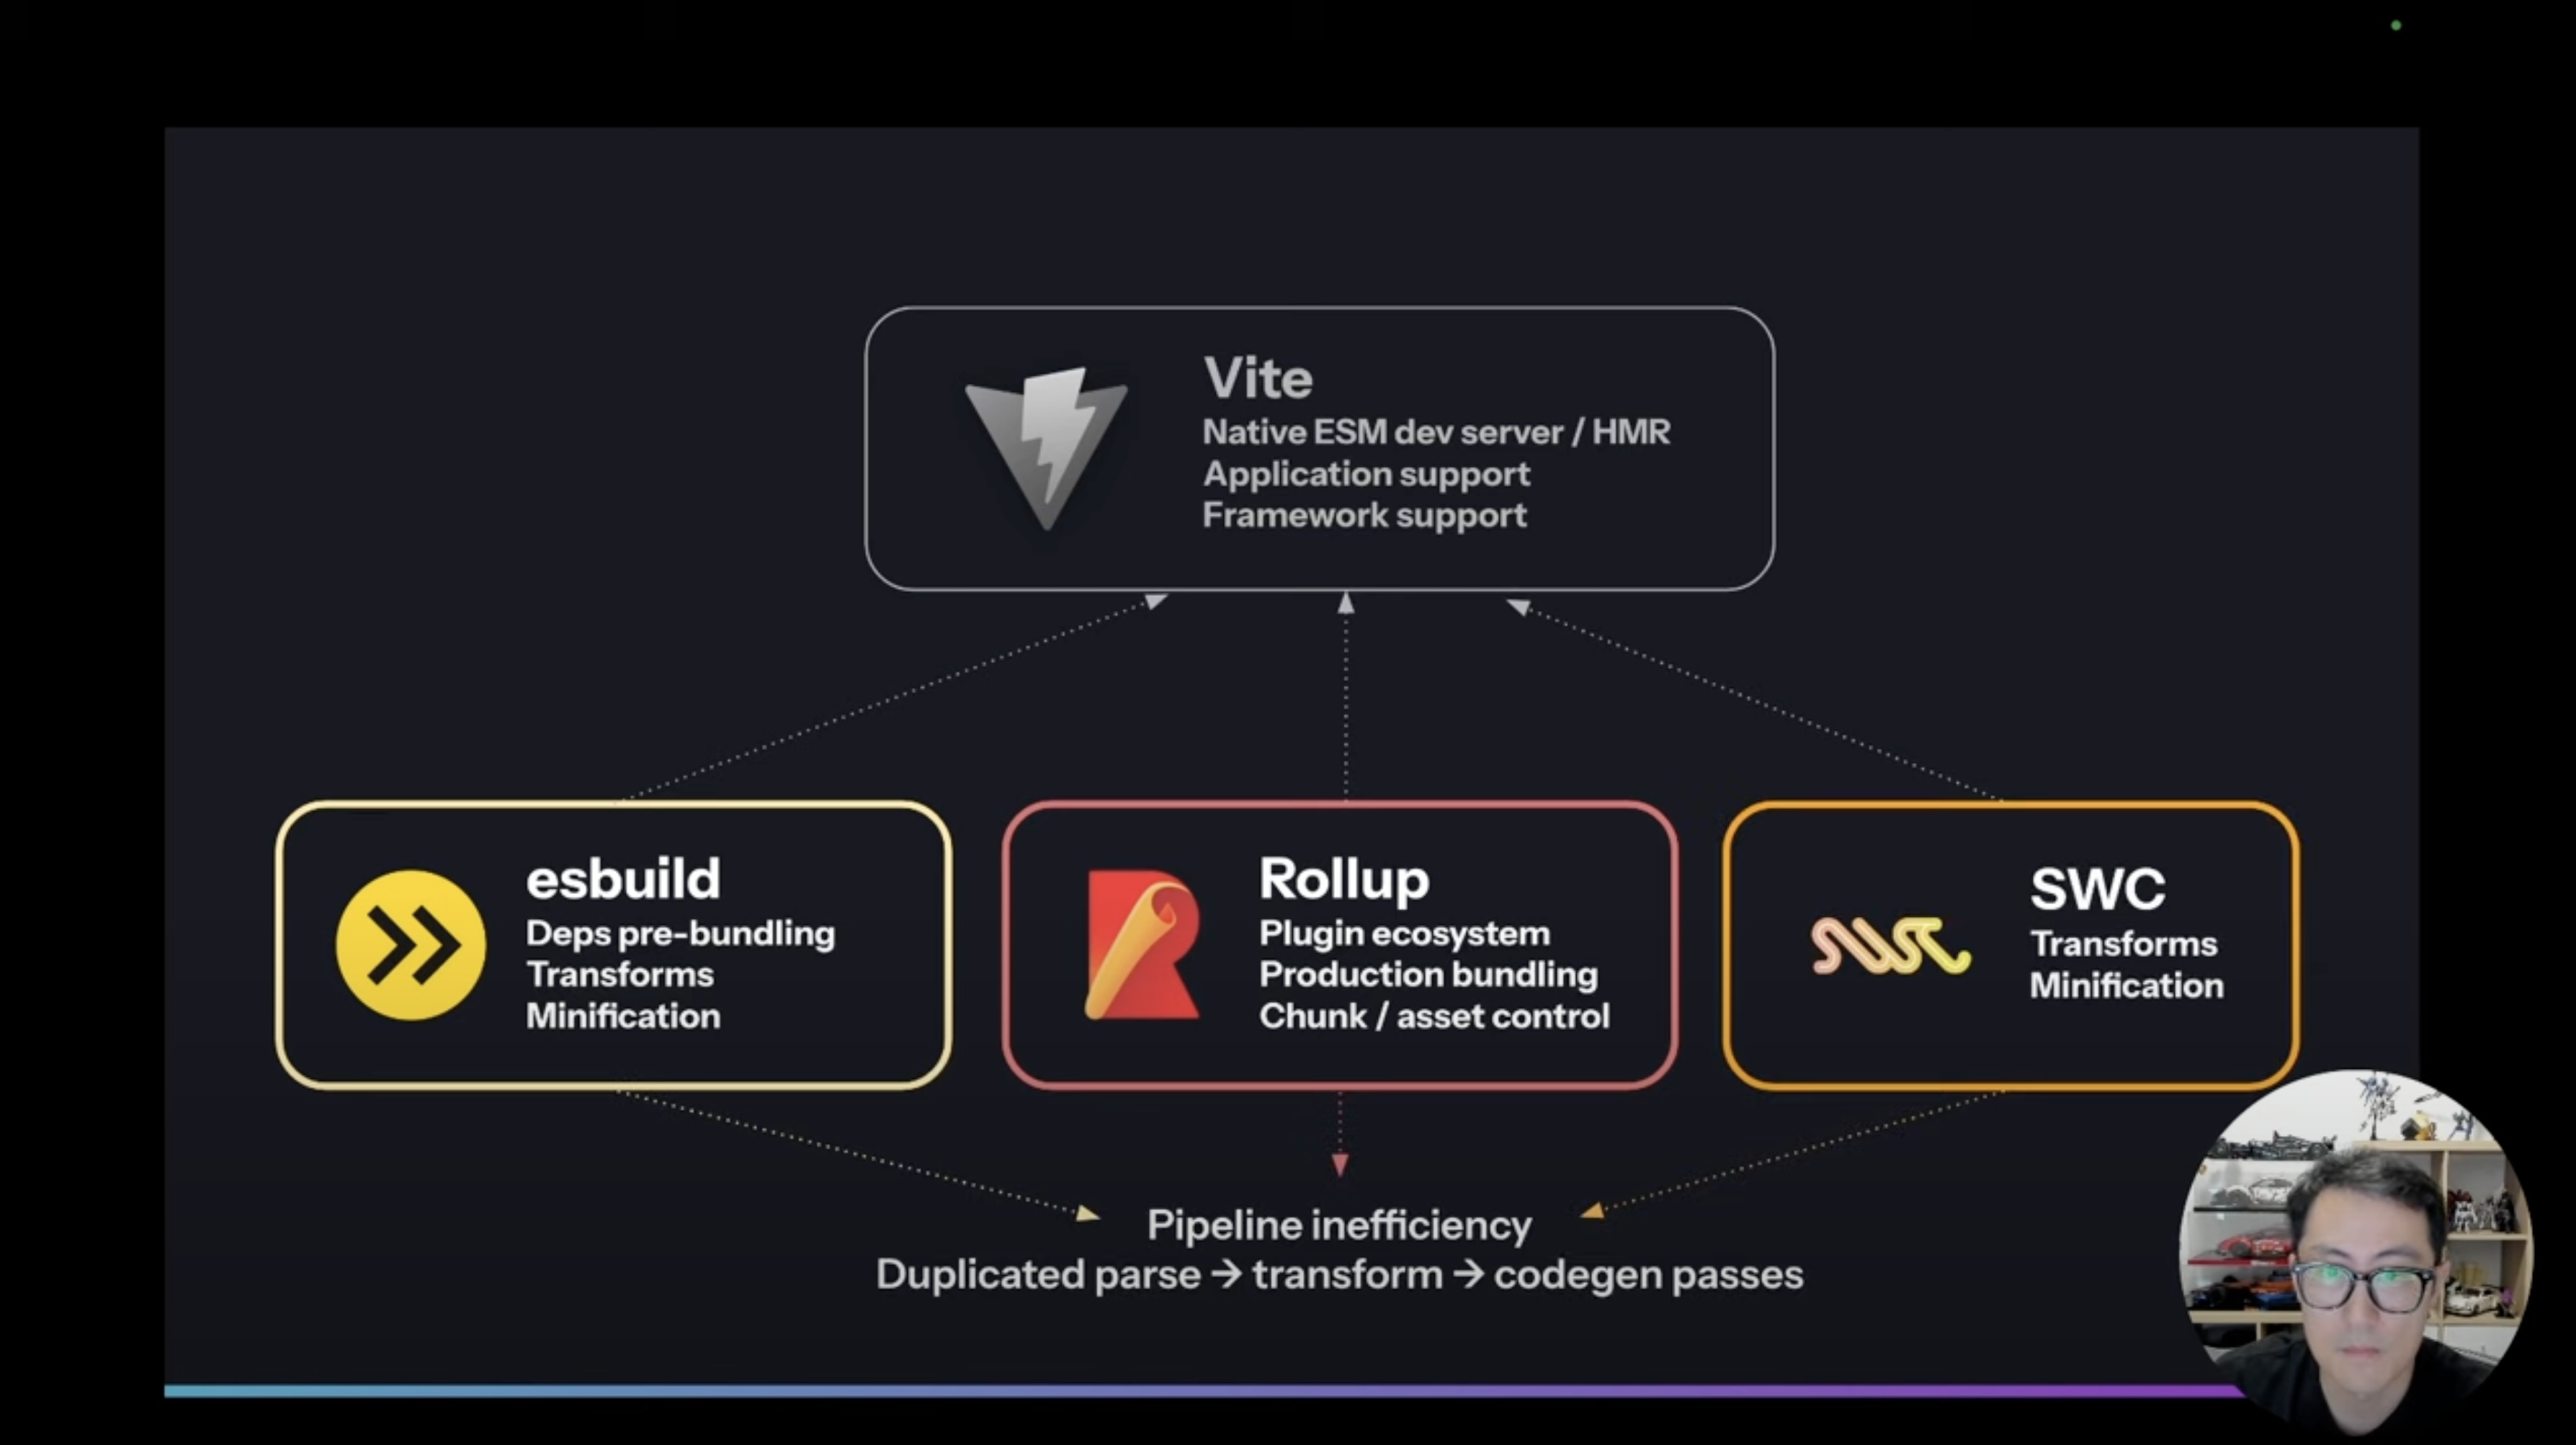 Vite
Native ESM dev server / HMR
Application support
Framework support
esbuild
Deps pre-bundling
Transforms
Minification
Rollup
Plugin ecosystem
Production bundling
Chunk / asset control
SWC
Transforms
Minification
Pipeline inefficiency
Duplicated parse → transform → codegen passes